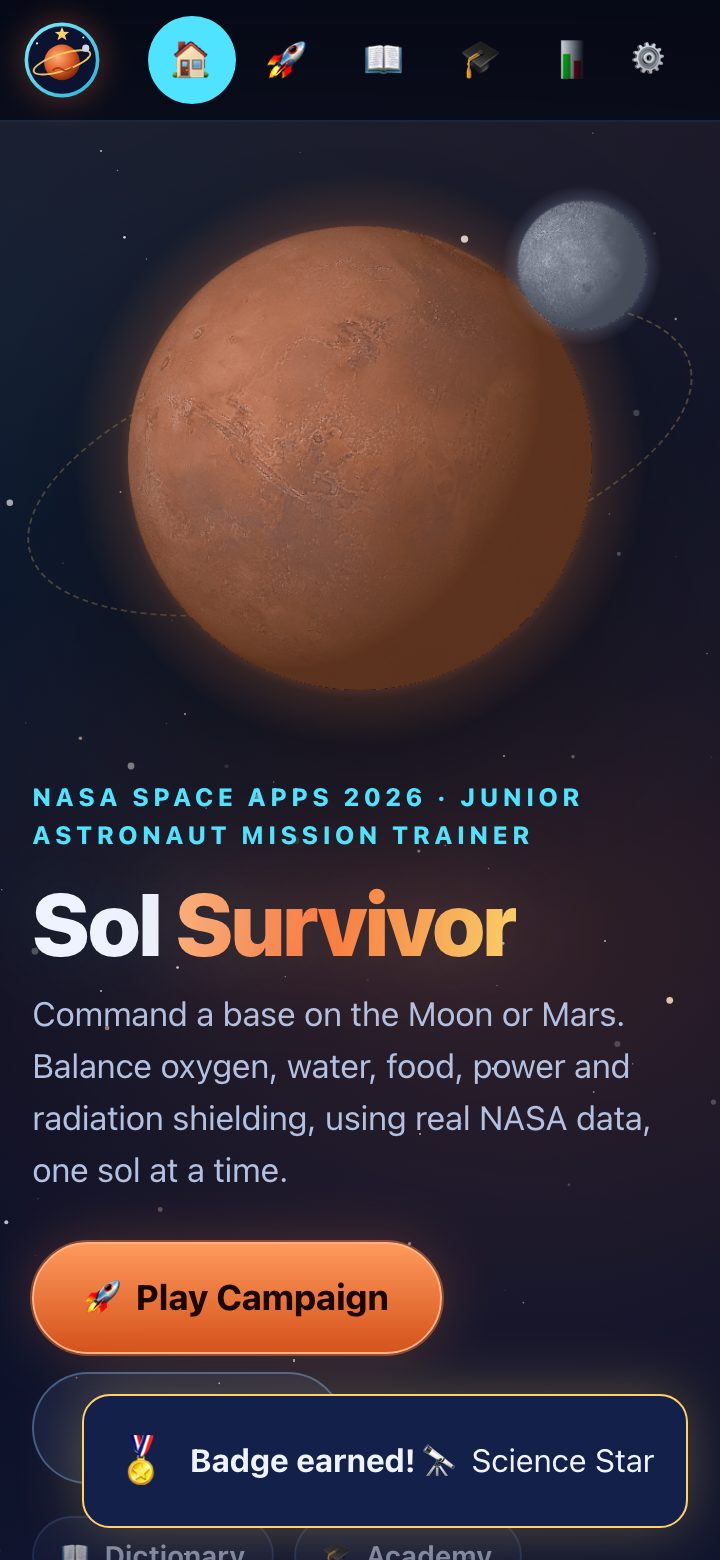 NASA SPACE APPS 2026 · JUNIOR
ASTRONAUT MISSION TRAINER
Sol Survivor
Command a base on the Moon or Mars.
Balance oxygen, water, food, power and
radiation shielding, using real NASA data,
one sol at a time.
🚀 Play Campaign
🏅 Badge earned! 🔭 Science Star
📖 Dictionary
🎓 Academy